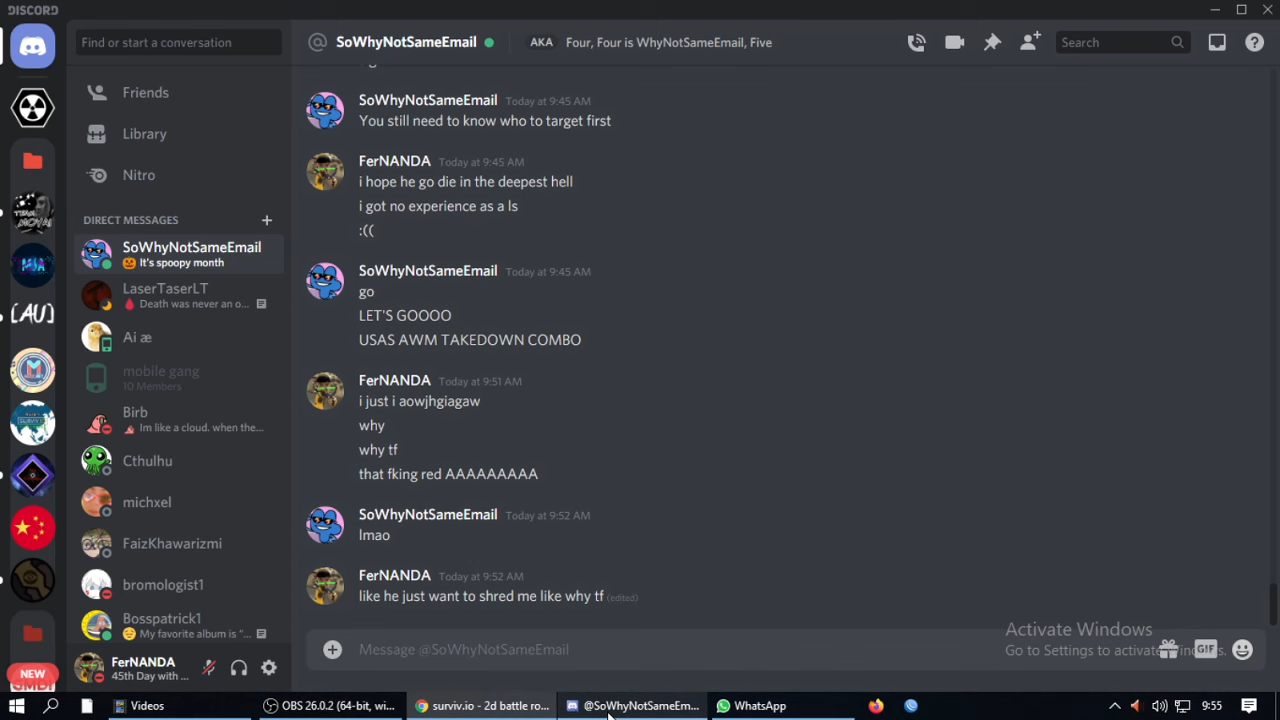 DISCORD
Find or start a conversation
SoWhyNotSameEmail
AKA
Four, Four is WhyNotSameEmail, Five
Search
Friends
Library
Nitro
DIRECT MESSAGES
SoWhyNotSameEmail
It's spoopy month
LaserTaserLT
Death was never an o...
Ai æ
mobile gang
10 Members
Birb
Im like a cloud. when the...
Cthulhu
michxel
FaizKhawarizmi
bromologist1
Bosspatrick1
My favorite album is "...
FerNANDA
45th Day with ...
NEW
SoWhyNotSameEmail Today at 9:45 AM
You still need to know who to target first
FerNANDA Today at 9:45 AM
i hope he go die in the deepest hell
i got no experience as a ls
:((
SoWhyNotSameEmail Today at 9:45 AM
go
LET'S GOOOO
USAS AWM TAKEDOWN COMBO
FerNANDA Today at 9:51 AM
i just i aowjhgiagaw
why
why tf
that fking red AAAAAAAAA
SoWhyNotSameEmail Today at 9:52 AM
lmao
FerNANDA Today at 9:52 AM
like he just want to shred me like why tf (edited)
Message @SoWhyNotSameEmail
GIF
Activate Windows
Go to Settings to activate Windows.
Videos
OBS 26.0.2 (64-bit, wi...
surviv.io - 2d battle ro...
@SoWhyNotSameEm...
WhatsApp
9:55